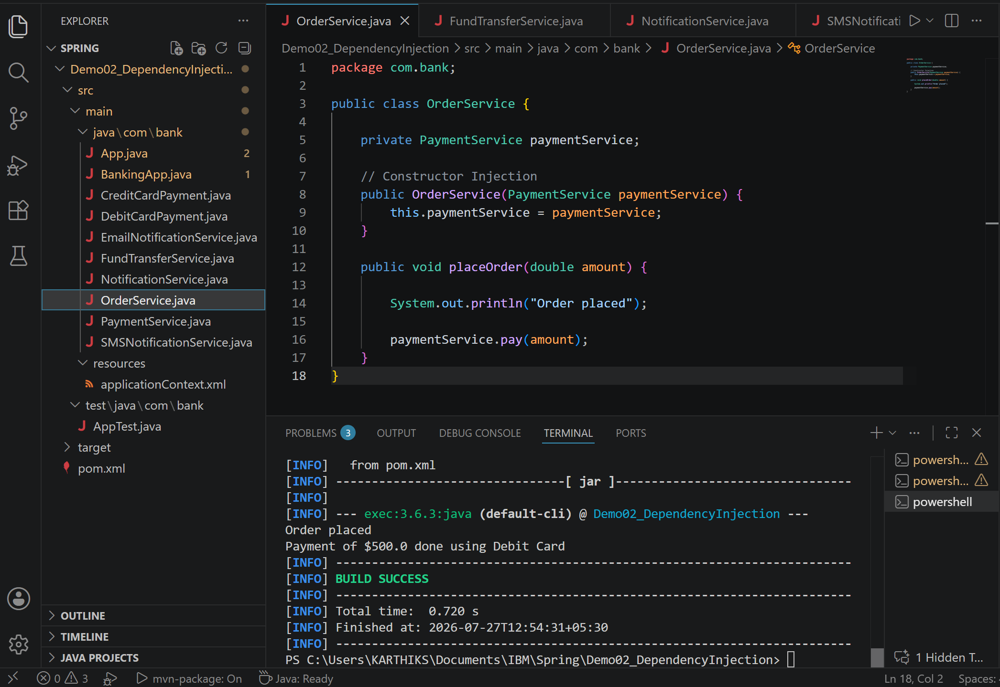 EXPLORER
SPRING
Demo02_DependencyInjecti...
src
main
java\com\bank
App.java 2
BankingApp.java 1
CreditCardPayment.java
DebitCardPayment.java
EmailNotificationService.java
FundTransferService.java
NotificationService.java
OrderService.java
PaymentService.java
SMSNotificationService.java
resources
applicationContext.xml
test\java\com\bank
AppTest.java
target
pom.xml
OUTLINE
TIMELINE
JAVA PROJECTS
OrderService.java FundTransferService.java NotificationService.java SMSNotificati
Demo02_DependencyInjection > src > main > java > com > bank > OrderService.java > OrderService
1 package com.bank;
2
3 public class OrderService {
4
5 private PaymentService paymentService;
6
7 // Constructor Injection
8 public OrderService(PaymentService paymentService) {
9 this.paymentService = paymentService;
10 }
11
12 public void placeOrder(double amount) {
13
14 System.out.println("Order placed");
15
16 paymentService.pay(amount);
17 }
18 }
PROBLEMS 3 OUTPUT DEBUG CONSOLE TERMINAL PORTS
[INFO]   from pom.xml
[INFO] --------------------------------[ jar ]---------------------------------
[INFO]
[INFO] --- exec:3.6.3:java (default-cli) @ Demo02_DependencyInjection ---
Order placed
Payment of $500.0 done using Debit Card
[INFO] ------------------------------------------------------------------------
[INFO] BUILD SUCCESS
[INFO] ------------------------------------------------------------------------
[INFO] Total time:  0.720 s
[INFO] Finished at: 2026-07-27T12:54:31+05:30
[INFO] ------------------------------------------------------------------------
PS C:\Users\KARTHIKS\Documents\IBM\Spring\Demo02_DependencyInjection>
powersh...
powersh...
powershell
1 Hidden T...
0 3 mvn-package: On Java: Ready Ln 18, Col 2 Spaces: